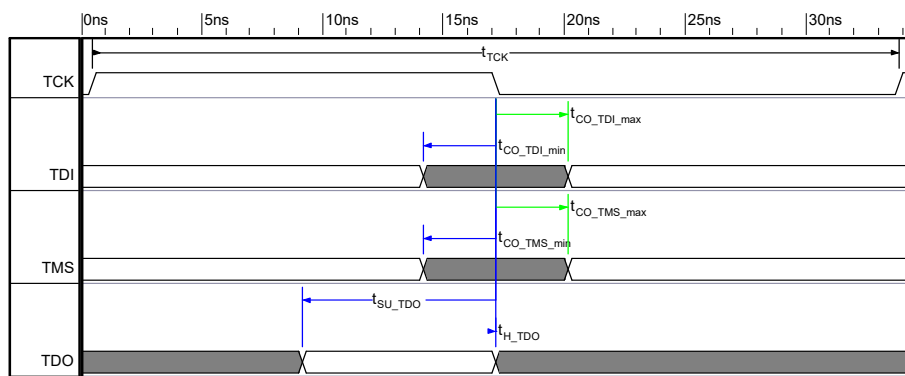 0ns 5ns 10ns 15ns 20ns 25ns 30ns
tTCK
TCK
tCO_TDI_max
tCO_TDI_min
TDI
tCO_TMS_max
tCO_TMS_min
TMS
tSU_TDO
tH_TDO
TDO